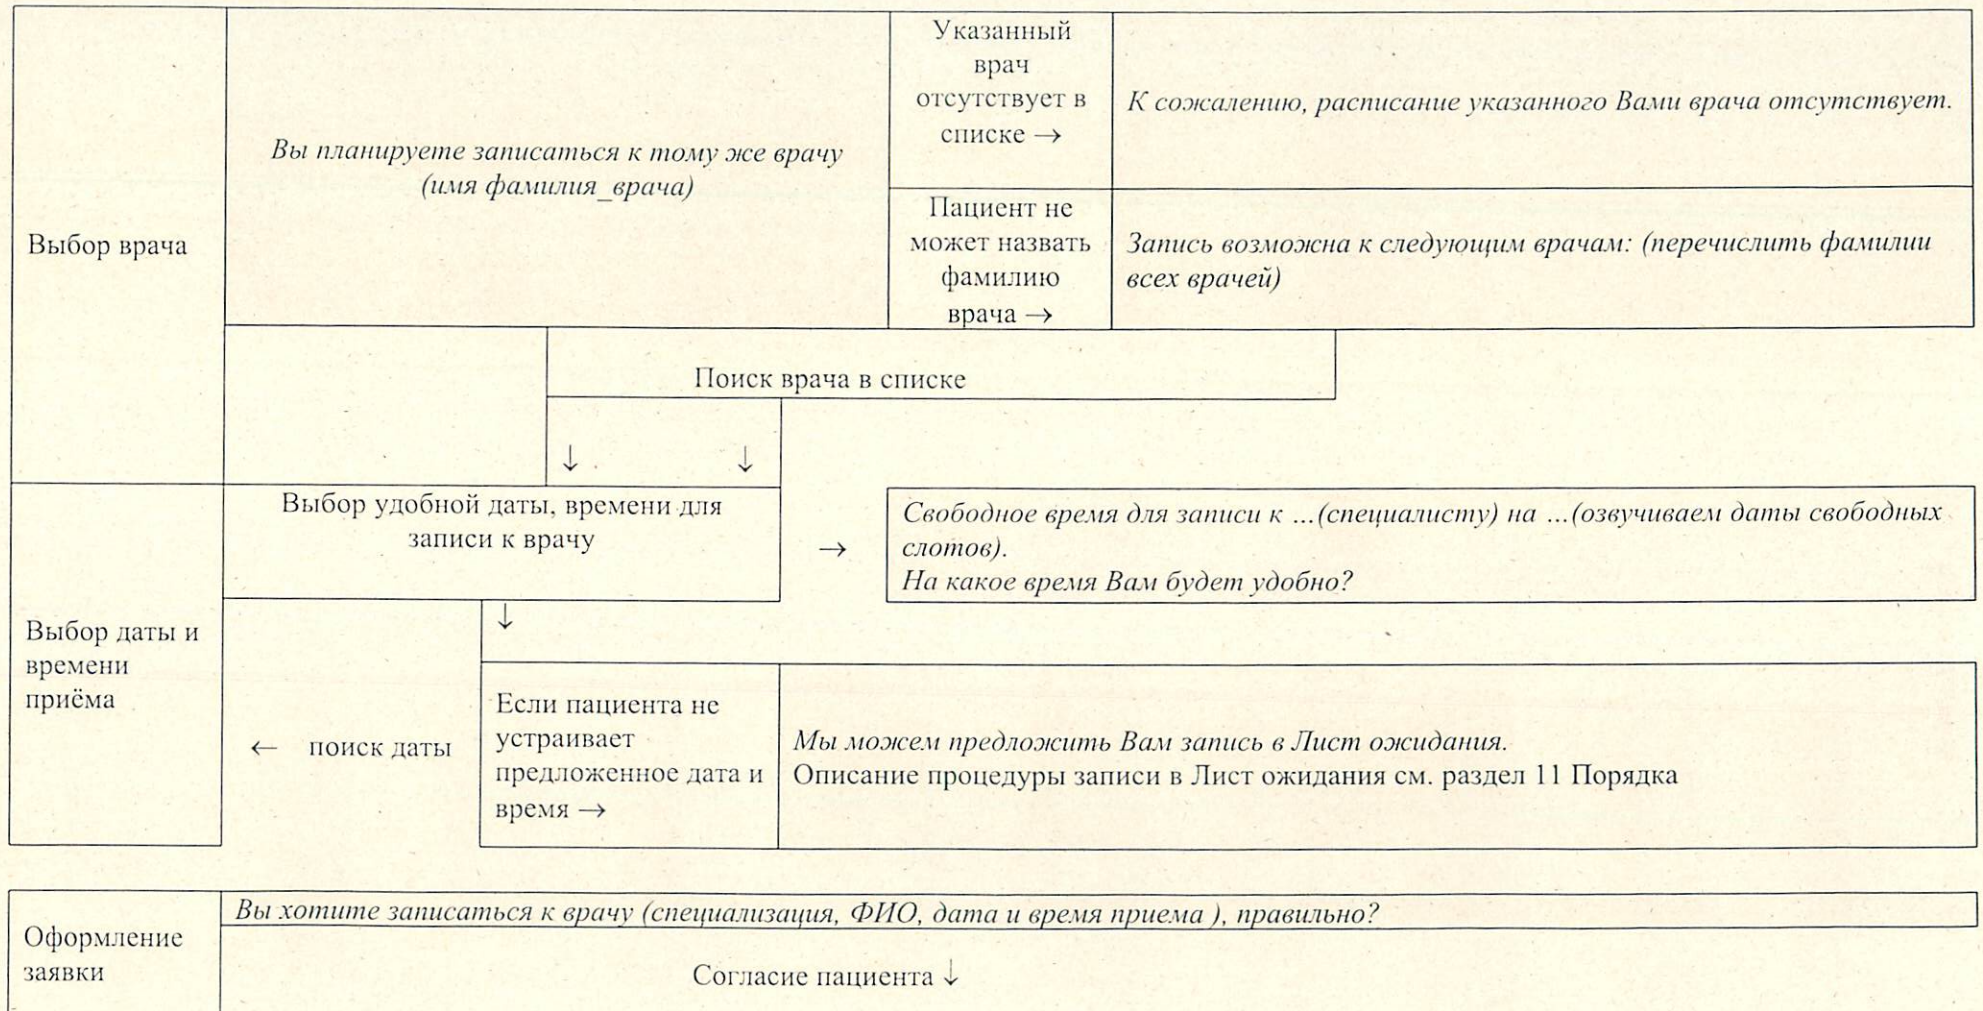 Выбор врача
Вы планируете записаться к тому же врачу
(имя фамилия_врача)
Указанный
врач
отсутствует в
списке →
К сожалению, расписание указанного Вами врача отсутствует.
Пациент не
может назвать
фамилию
врача →
Запись возможна к следующим врачам: (перечислить фамилии
всех врачей)
Поиск врача в списке
↓ ↓
Выбор даты и
времени
приёма
Выбор удобной даты, времени для
записи к врачу
→
Свободное время для записи к ...(специалисту) на ...(озвучиваем даты свободных
слотов).
На какое время Вам будет удобно?
↓
← поиск даты
Если пациента не
устраивает
предложенное дата и
время →
Мы можем предложить Вам запись в Лист ожидания.
Описание процедуры записи в Лист ожидания см. раздел 11 Порядка
Оформление
заявки
Вы хотите записаться к врачу (специализация, ФИО, дата и время приема ), правильно?
Согласие пациента ↓